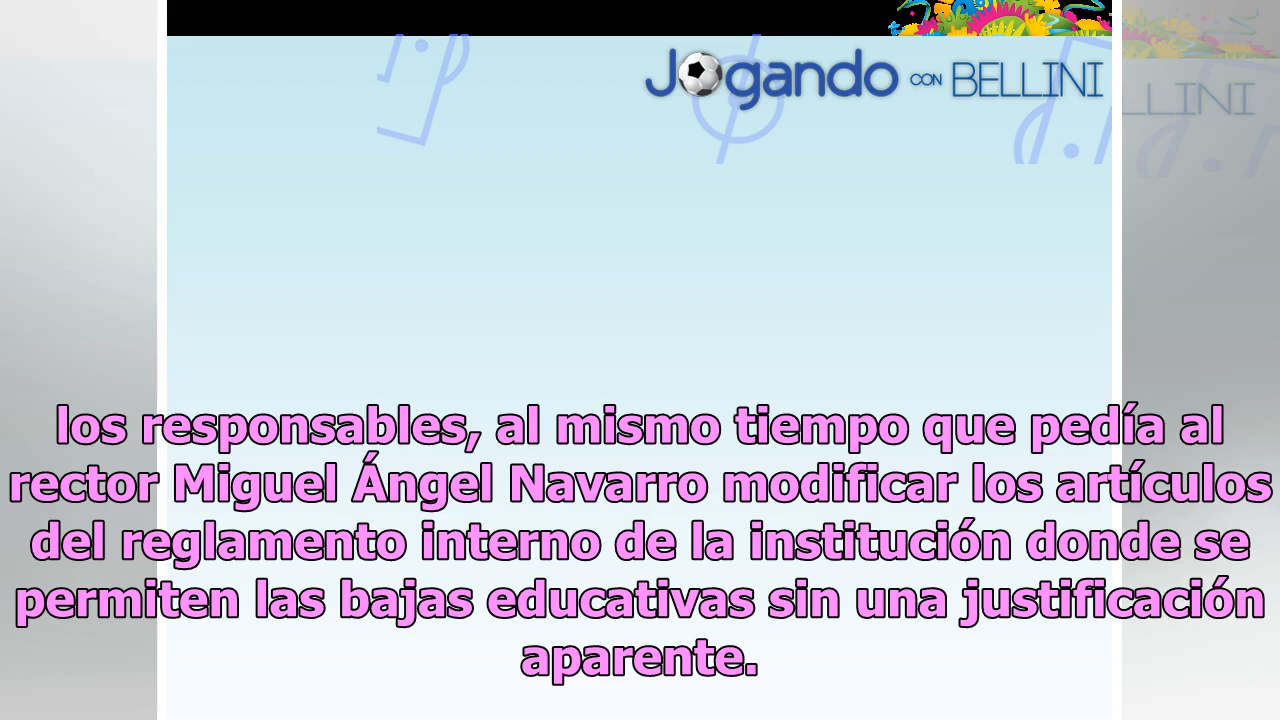 Jogando CON BELLINI
LLINI
los responsables, al mismo tiempo que pedía al
rector Miguel Ángel Navarro modificar los artículos
del reglamento interno de la institución donde se
permiten las bajas educativas sin una justificación
aparente.